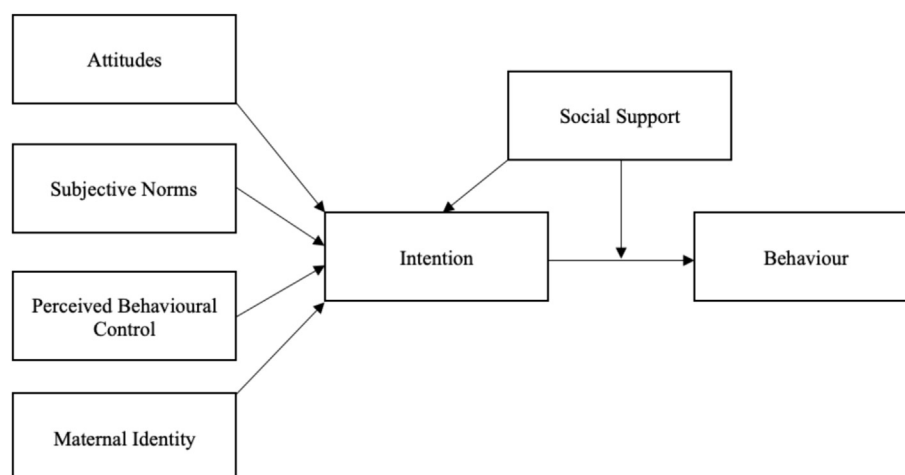 Attitudes
Social Support
Subjective Norms
Intention
Behaviour
Perceived Behavioural
Control
Maternal Identity